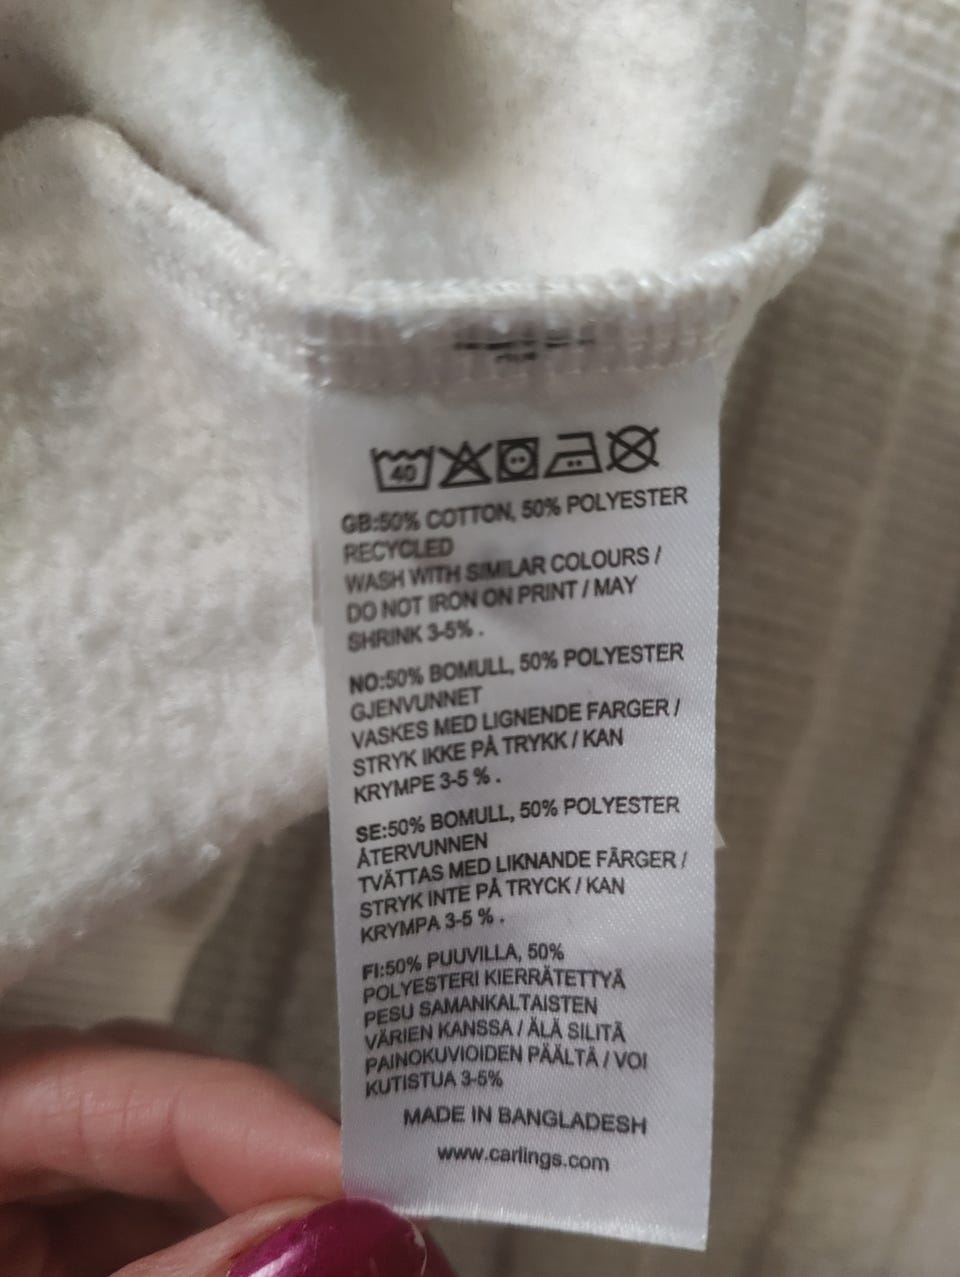 40
GB:50% COTTON, 50% POLYESTER
RECYCLED
WASH WITH SIMILAR COLOURS /
DO NOT IRON ON PRINT / MAY
SHRINK 3-5% .
NO:50% BOMULL, 50% POLYESTER
GJENVUNNET
VASKES MED LIGNENDE FARGER /
STRYK IKKE PÅ TRYKK / KAN
KRYMPE 3-5 % .
SE:50% BOMULL, 50% POLYESTER
ÅTERVUNNEN
TVÄTTAS MED LIKNANDE FÄRGER /
STRYK INTE PÅ TRYCK / KAN
KRYMPA 3-5 % .
FI:50% PUUVILLA, 50%
POLYESTERI KIERRÄTETTYÄ
PESU SAMANKALTAISTEN
VÄRIEN KANSSA / ÄLÄ SILITÄ
PAINOKUVIOIDEN PÄÄLTÄ / VOI
KUTISTUA 3-5%
MADE IN BANGLADESH
www.carlings.com